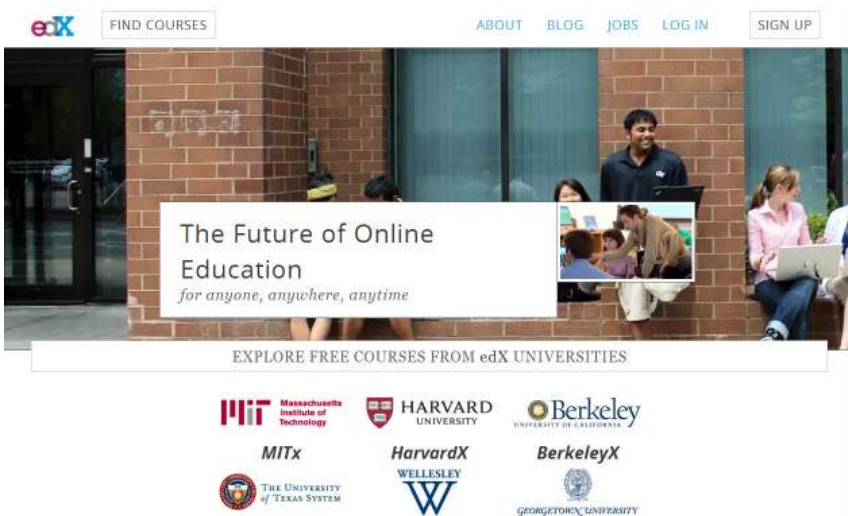 edX
FIND COURSES
ABOUT
BLOG
JOBS
LOG IN
SIGN UP
The Future of Online
Education
for anyone, anywhere, anytime
EXPLORE FREE COURSES FROM edX UNIVERSITIES
Massachusetts
Institute of
Technology
HARVARD
UNIVERSITY
Berkeley
UNIVERSITY OF CALIFORNIA
MITx
HarvardX
BerkeleyX
THE UNIVERSITY
of TEXAS SYSTEM
WELLESLEY
W
GEORGETOWN UNIVERSITY